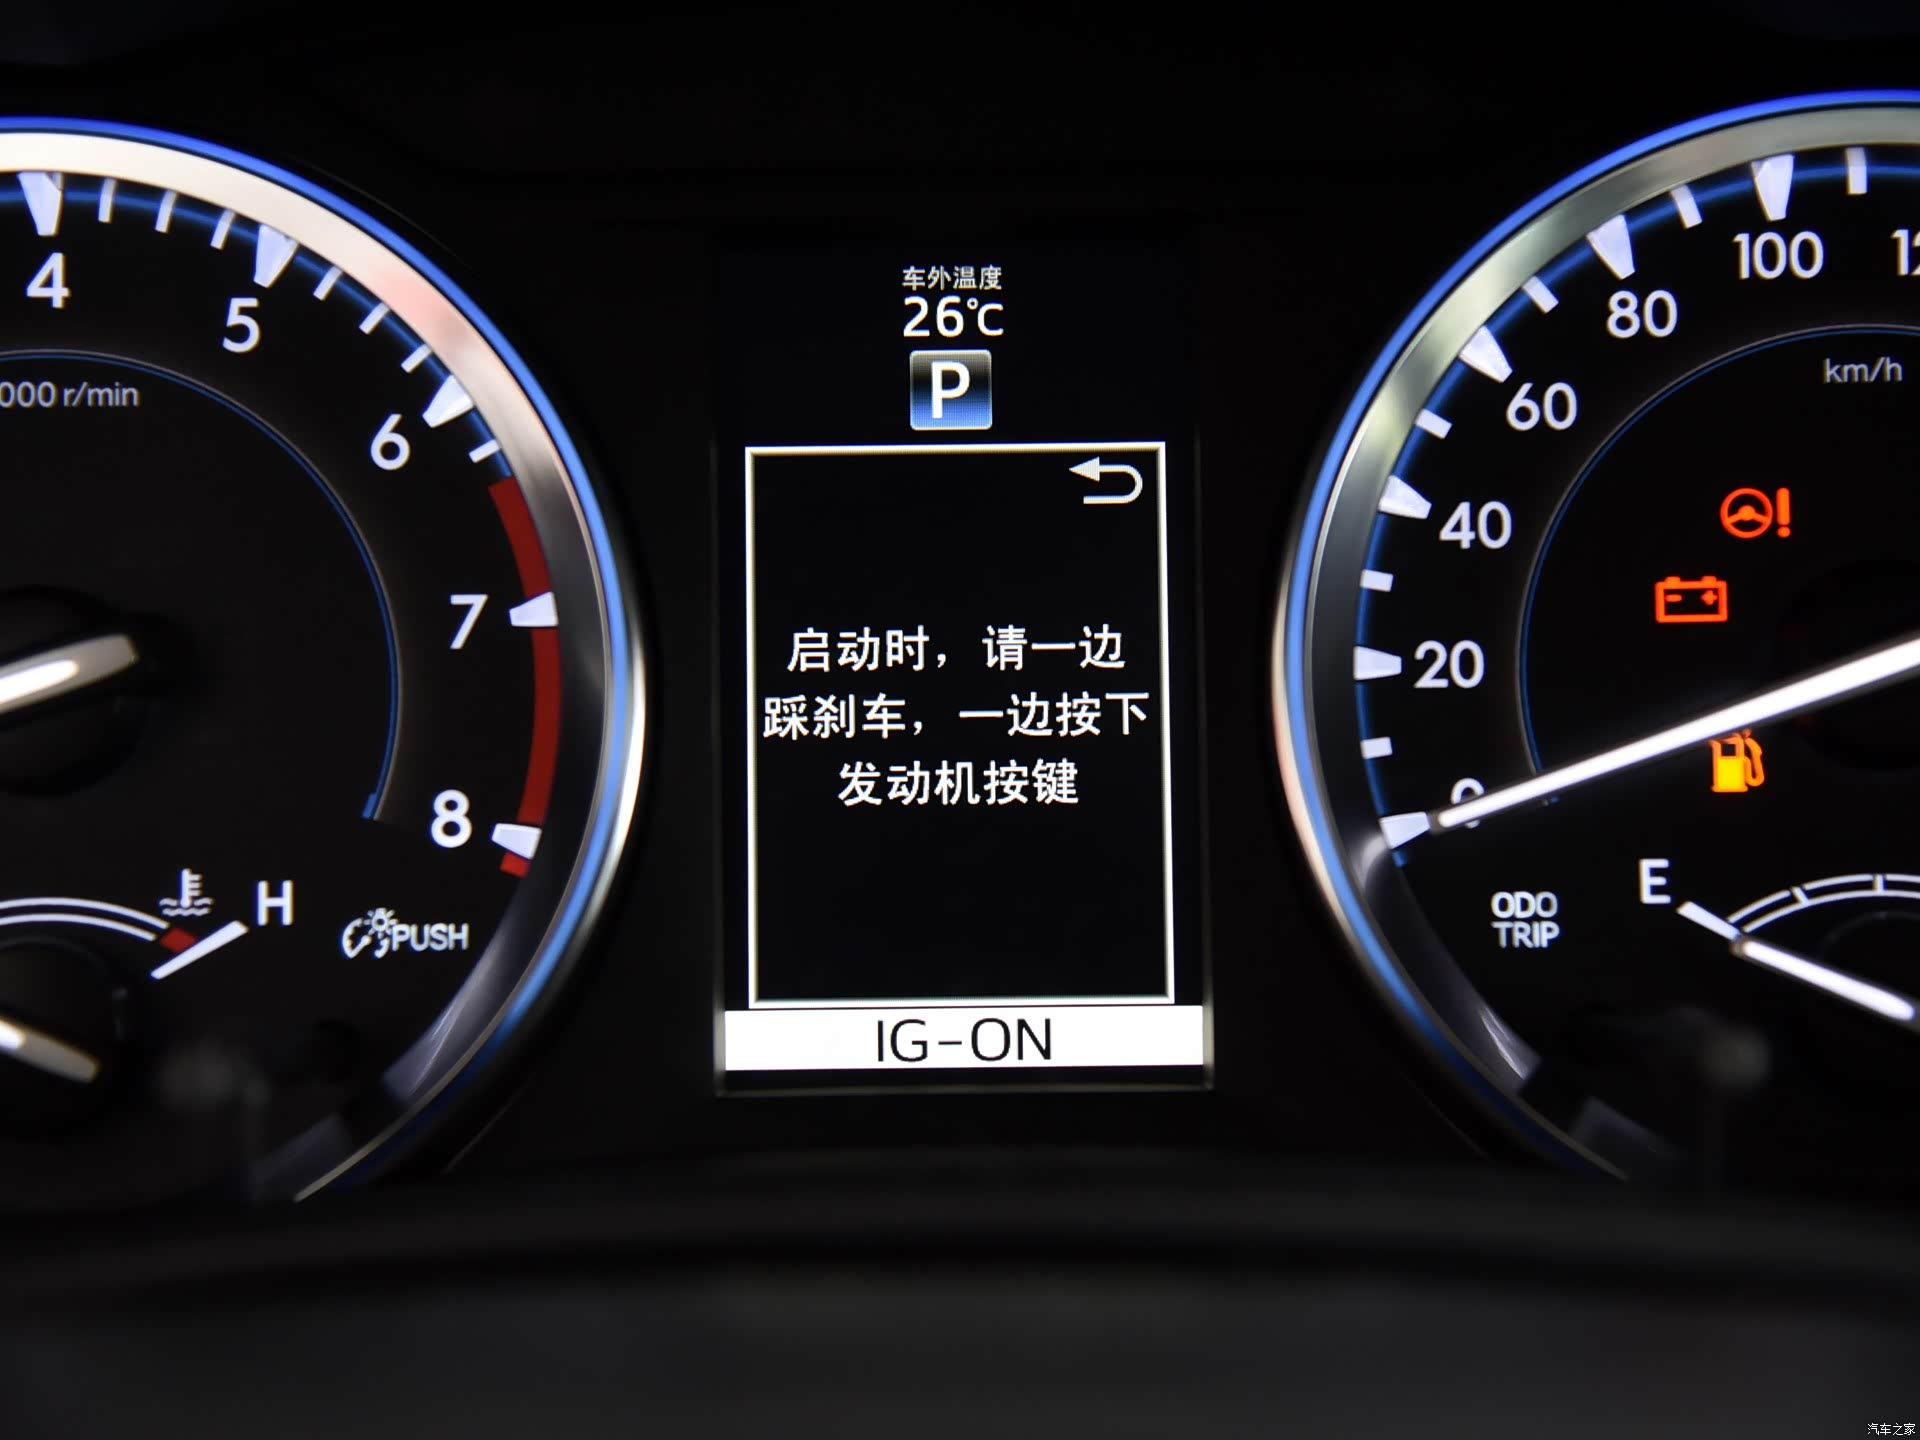 车外温度
26℃
P
4
5
6
7
8
000 r/min
H
PUSH
启动时，请一边
踩刹车，一边按下
发动机按键
IG-ON
100
80
60
40
20
0
km/h
ODO
TRIP
E
汽车之家